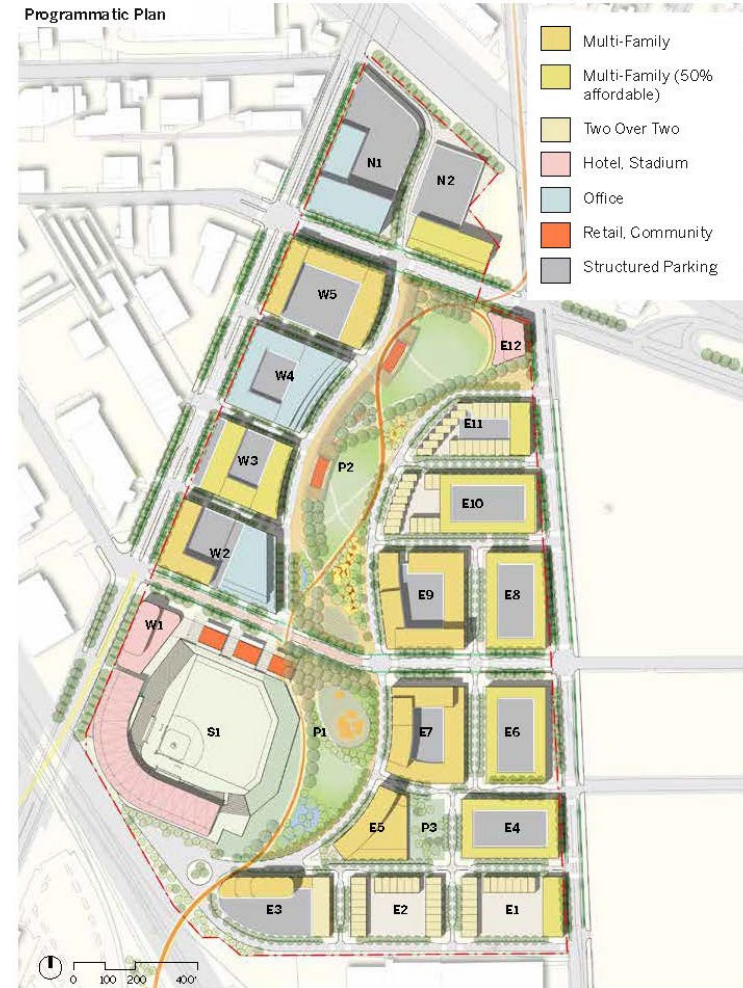 Programmatic Plan
Multi-Family
Multi-Family (50%
affordable)
Two Over Two
Hotel, Stadium
Office
Retail, Community
Structured Parking
N1
N2
W5
E12
W4
E11
W3
P2
E10
W2
E9
E8
W1
S1
P1
E7
E6
E5
P3
E4
E3
E2
E1
0 100 200 400'